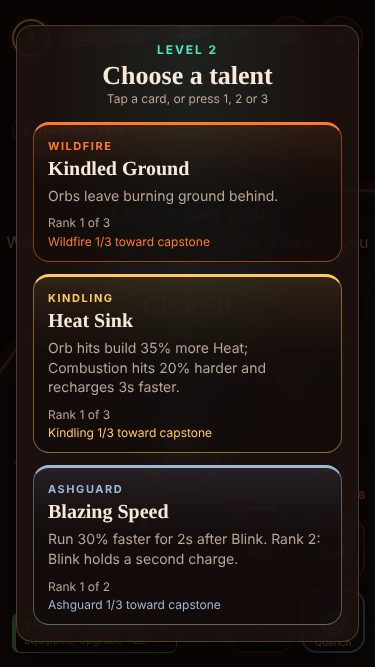 LEVEL 2
Choose a talent
Tap a card, or press 1, 2 or 3
WILDFIRE
Kindled Ground
Orbs leave burning ground behind.
Rank 1 of 3
Wildfire 1/3 toward capstone
KINDLING
Heat Sink
Orb hits build 35% more Heat;
Combustion hits 20% harder and
recharges 3s faster.
Rank 1 of 3
Kindling 1/3 toward capstone
ASHGUARD
Blazing Speed
Run 30% faster for 2s after Blink. Rank 2:
Blink holds a second charge.
Rank 1 of 2
Ashguard 1/3 toward capstone
Quench